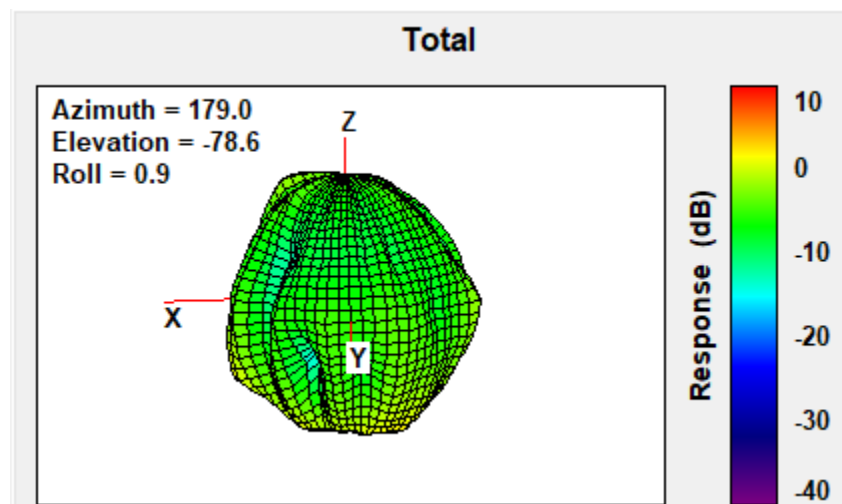 Total
Azimuth = 179.0
Elevation = -78.6
Roll = 0.9
Z
X
Y
Response (dB)
10
0
-10
-20
-30
-40